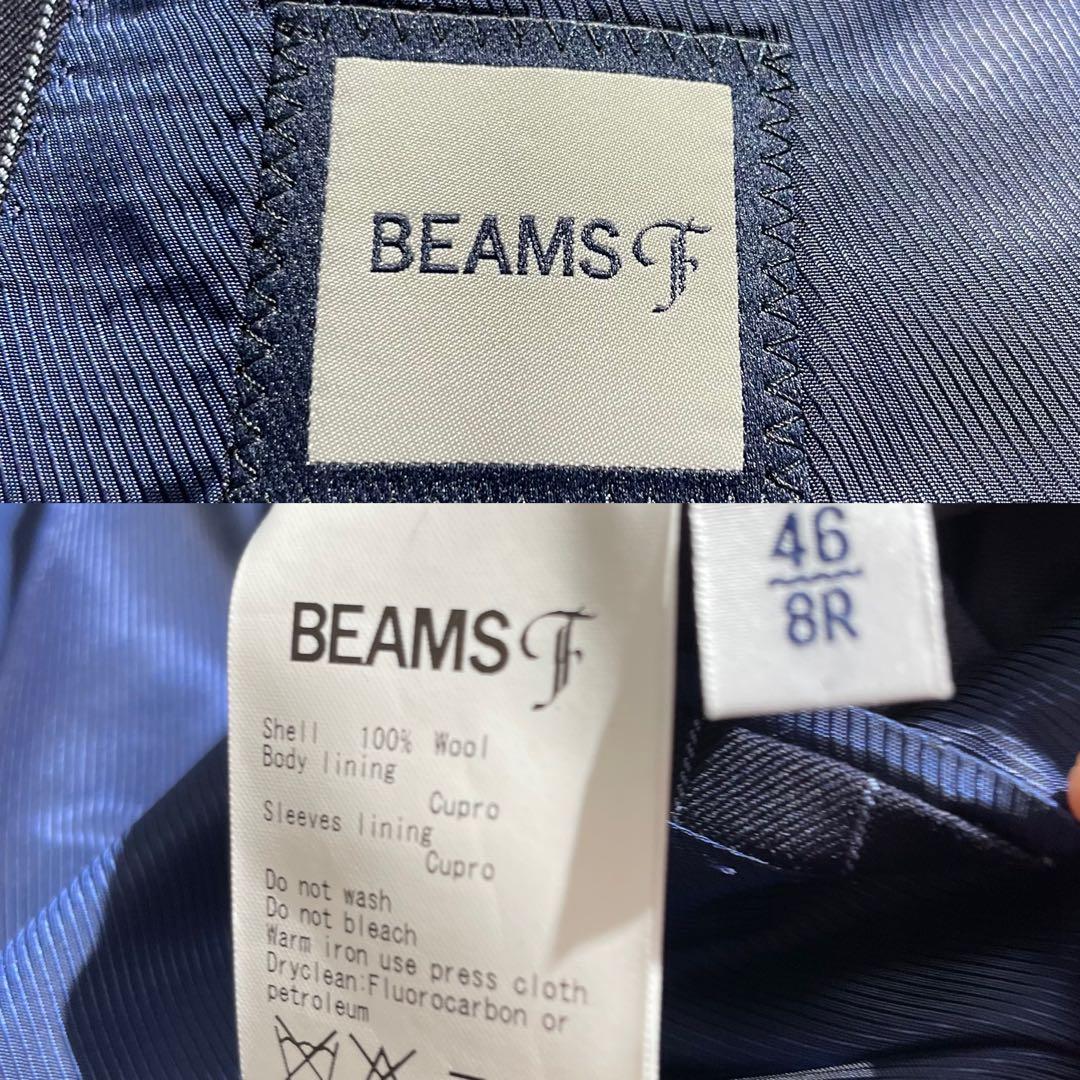 BEAMS F
46
8R
BEAMS F
Shell 100% Wool
Body lining
Cupro
Sleeves lining
Cupro
Do not wash
Do not bleach
Warm iron use press cloth
Dryclean:Fluorocarbon or
petroleum